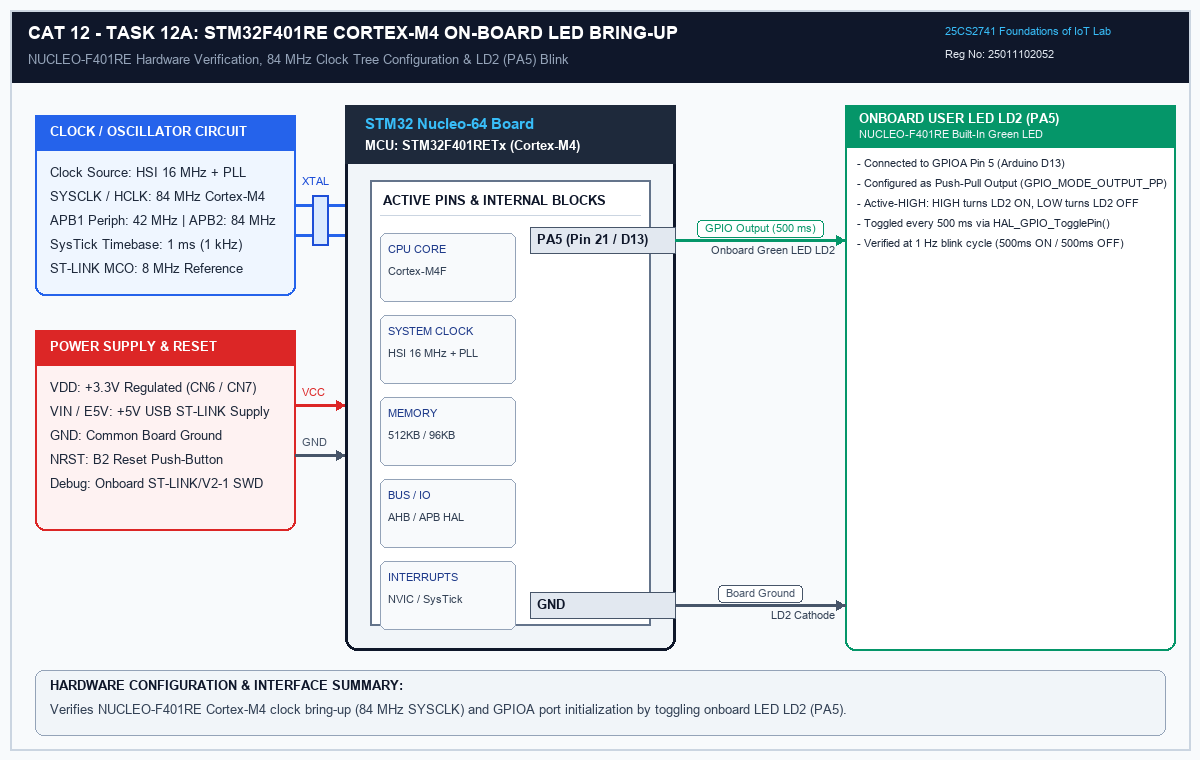 CAT 12 - TASK 12A: STM32F401RE CORTEX-M4 ON-BOARD LED BRING-UP
NUCLEO-F401RE Hardware Verification, 84 MHz Clock Tree Configuration & LD2 (PA5) Blink
25CS2741 Foundations of IoT Lab
Reg No: 25011102052
CLOCK / OSCILLATOR CIRCUIT
Clock Source: HSI 16 MHz + PLL
SYSCLK / HCLK: 84 MHz Cortex-M4
APB1 Periph: 42 MHz | APB2: 84 MHz
SysTick Timebase: 1 ms (1 kHz)
ST-LINK MCO: 8 MHz Reference
XTAL
POWER SUPPLY & RESET
VDD: +3.3V Regulated (CN6 / CN7)
VIN / E5V: +5V USB ST-LINK Supply
GND: Common Board Ground
NRST: B2 Reset Push-Button
Debug: Onboard ST-LINK/V2-1 SWD
VCC
GND
STM32 Nucleo-64 Board
MCU: STM32F401RETx (Cortex-M4)
ACTIVE PINS & INTERNAL BLOCKS
CPU CORE
Cortex-M4F
SYSTEM CLOCK
HSI 16 MHz + PLL
MEMORY
512KB / 96KB
BUS / IO
AHB / APB HAL
INTERRUPTS
NVIC / SysTick
PA5 (Pin 21 / D13)
GND
GPIO Output (500 ms)
Onboard Green LED LD2
Board Ground
LD2 Cathode
ONBOARD USER LED LD2 (PA5)
NUCLEO-F401RE Built-In Green LED
- Connected to GPIOA Pin 5 (Arduino D13)
- Configured as Push-Pull Output (GPIO_MODE_OUTPUT_PP)
- Active-HIGH: HIGH turns LD2 ON, LOW turns LD2 OFF
- Toggled every 500 ms via HAL_GPIO_TogglePin()
- Verified at 1 Hz blink cycle (500ms ON / 500ms OFF)
HARDWARE CONFIGURATION & INTERFACE SUMMARY:
Verifies NUCLEO-F401RE Cortex-M4 clock bring-up (84 MHz SYSCLK) and GPIOA port initialization by toggling onboard LED LD2 (PA5).